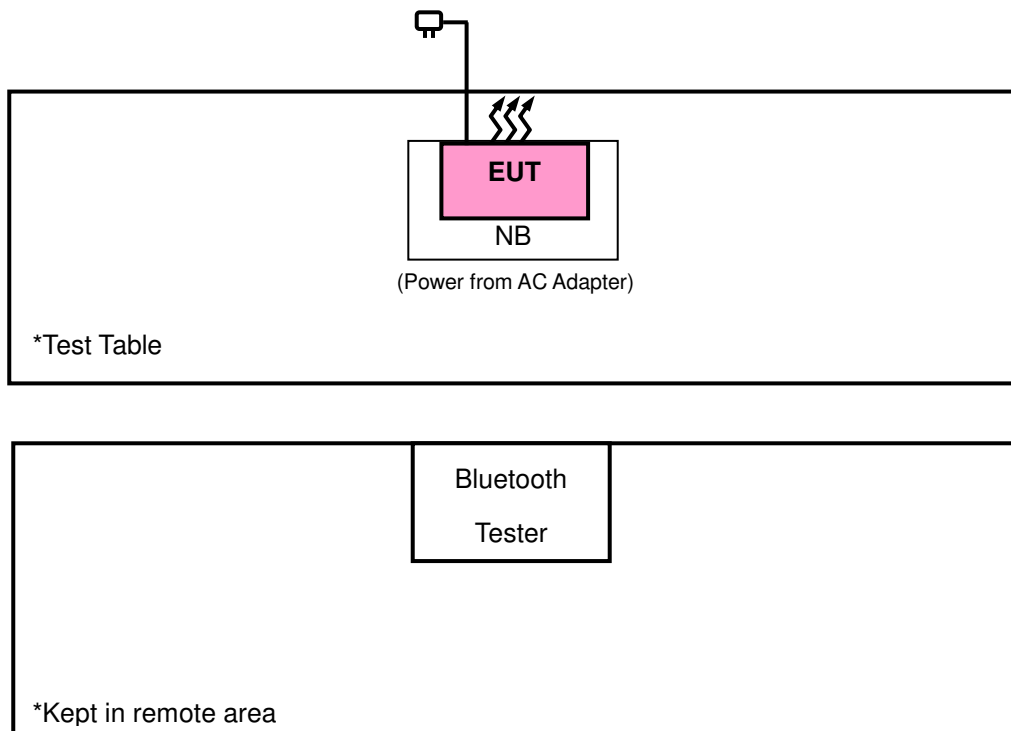 EUT
NB
(Power from AC Adapter)
*Test Table
Bluetooth
Tester
*Kept in remote area